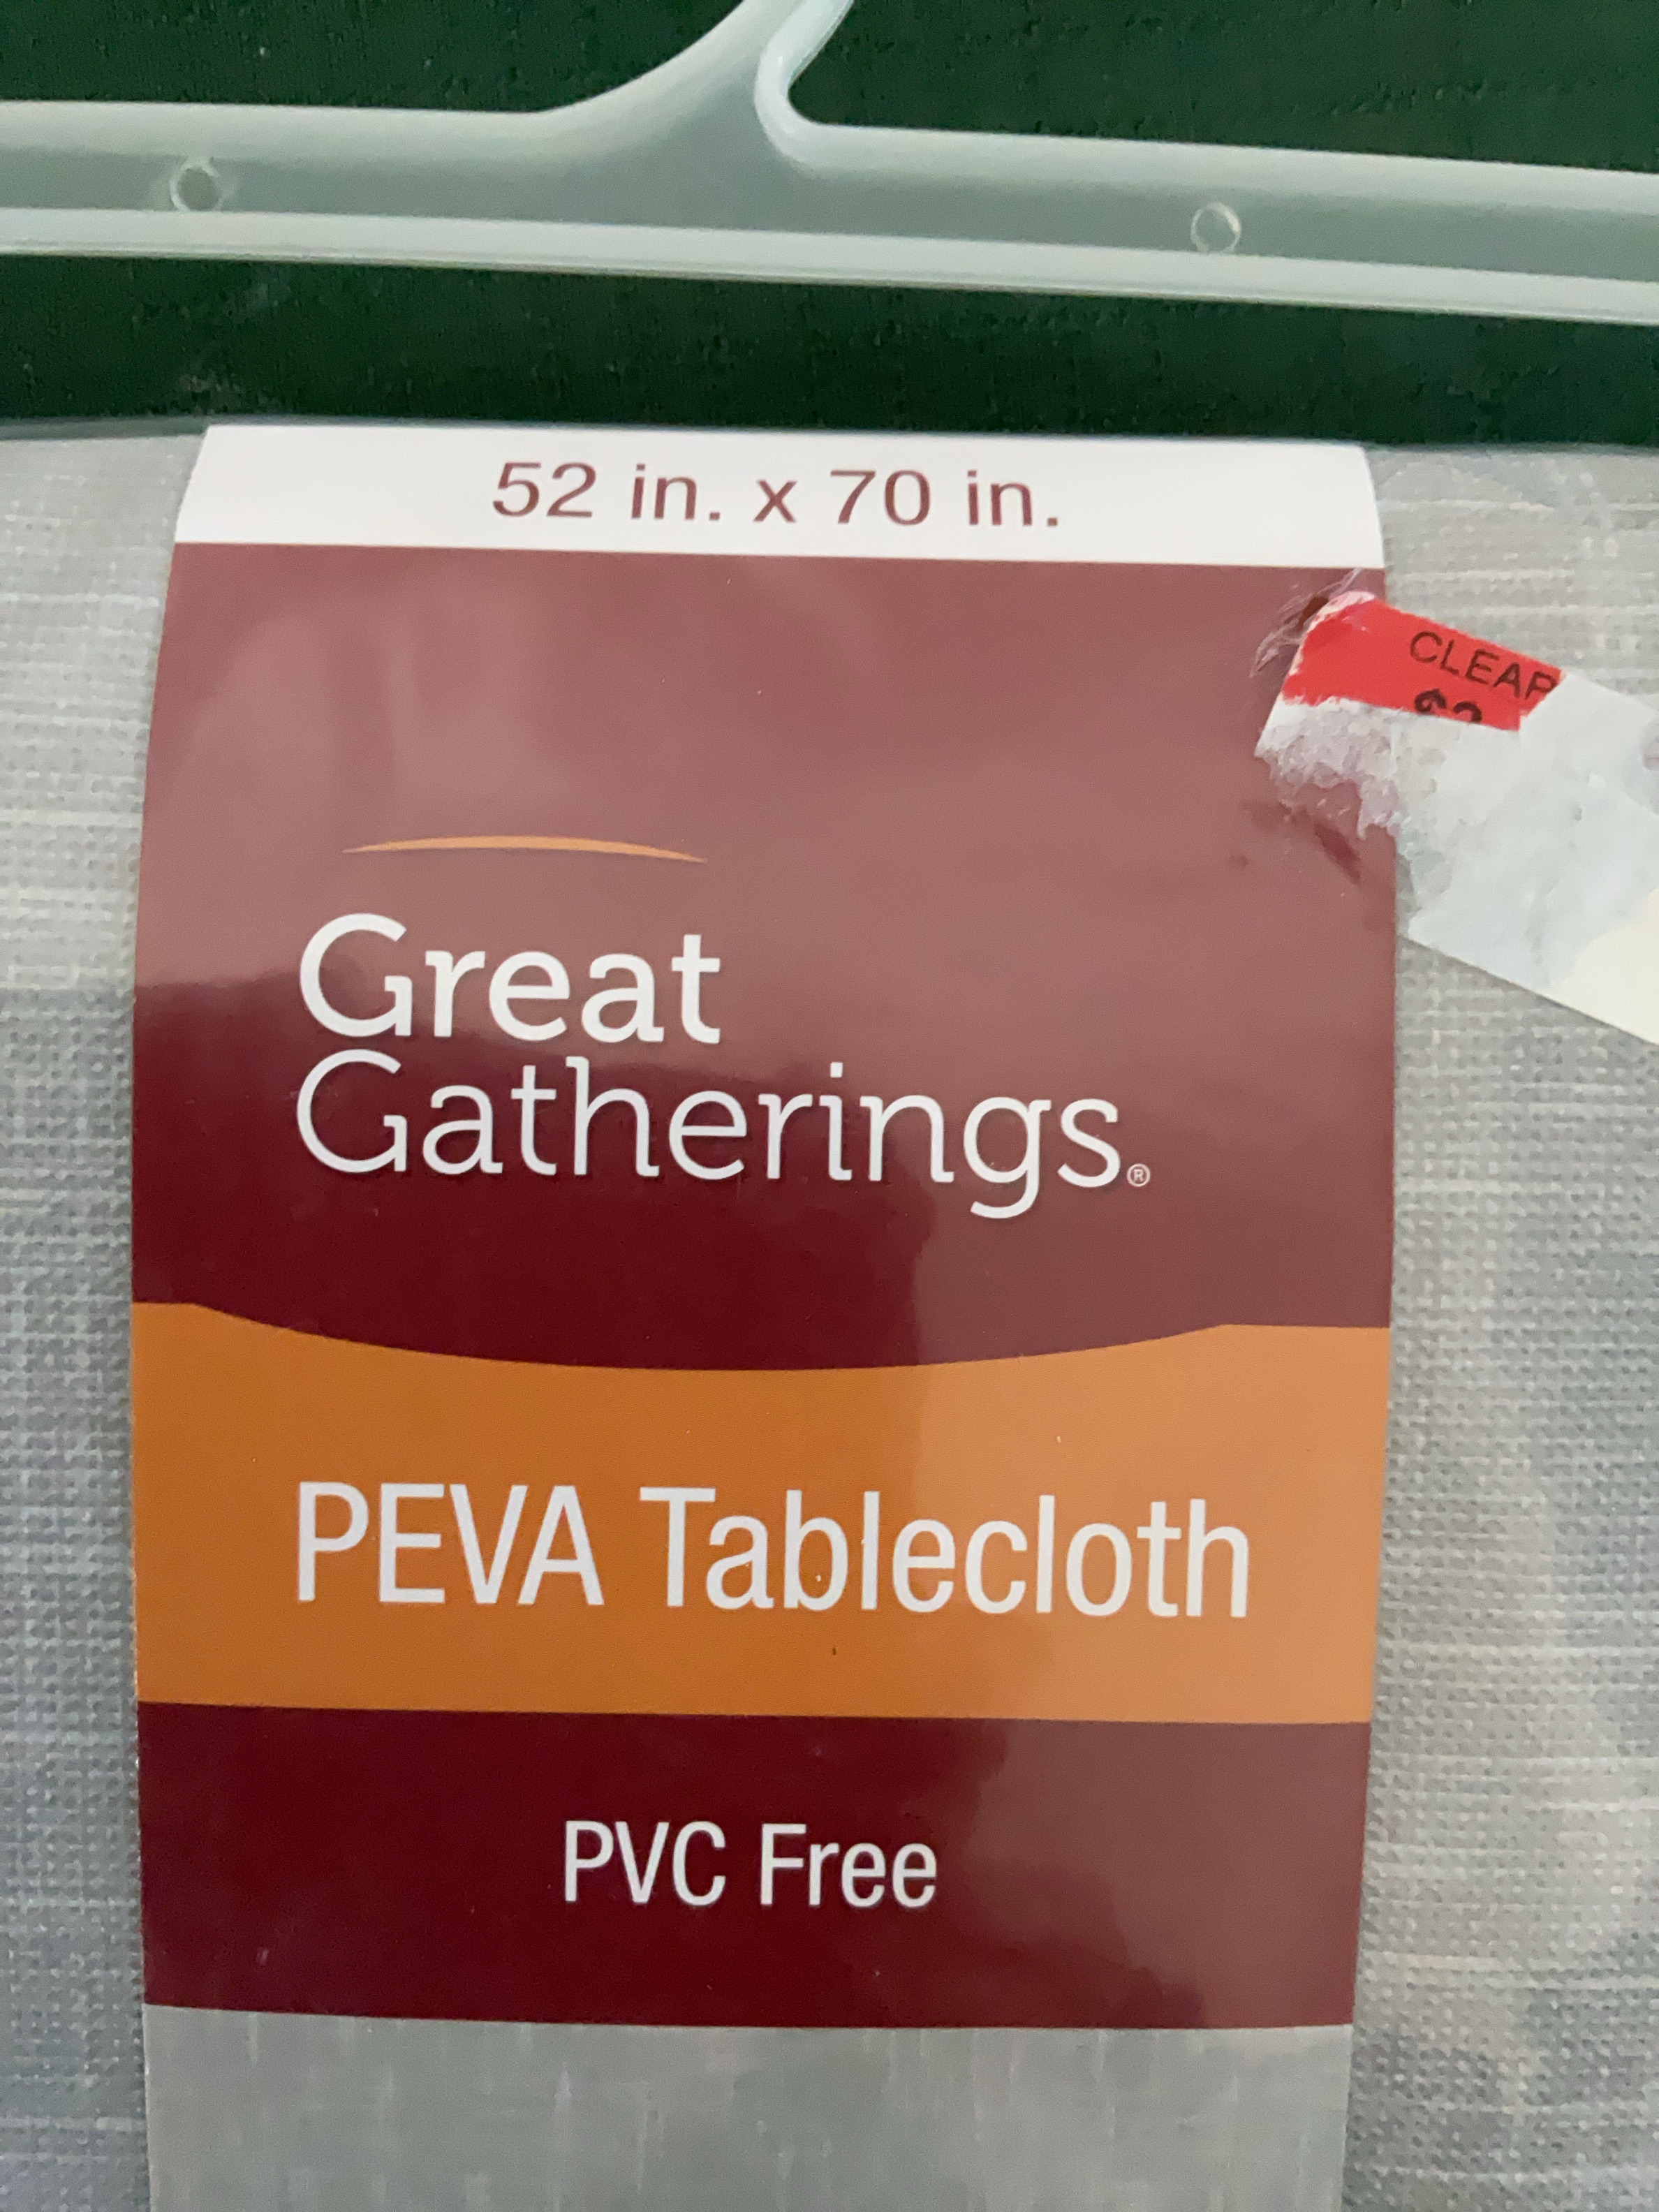 52 in. x 70 in.
CLEAR
Great
Gatherings®
PEVA Tablecloth
PVC Free